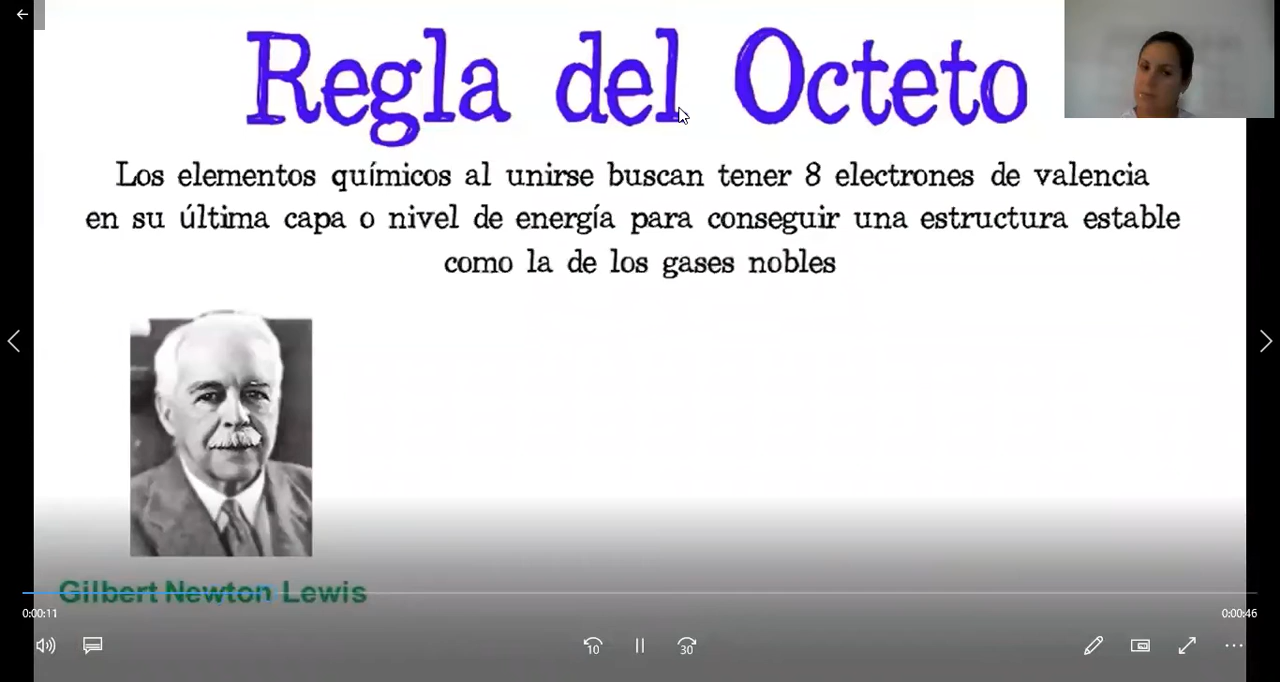 Regla del Octeto
Los elementos químicos al unirse buscan tener 8 electrones de valencia
en su última capa o nivel de energía para conseguir una estructura estable
como la de los gases nobles
Gilbert Newton Lewis
0:00:11
0:00:46
10
30